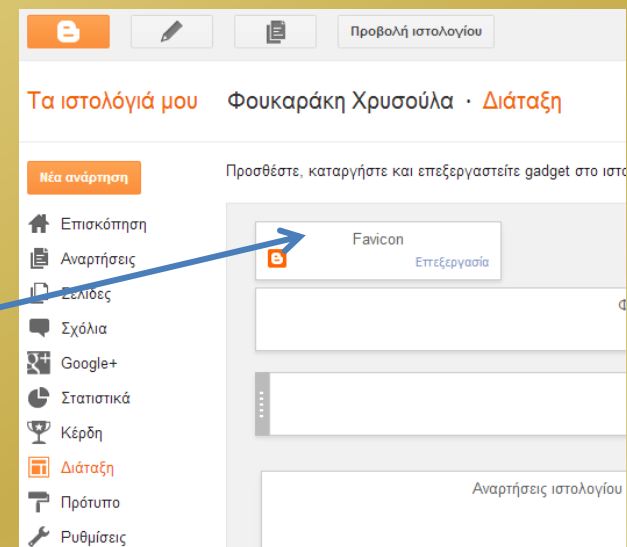 Προβολή ιστολογίου
Τα ιστολόγιά μου Φουκαράκη Χρυσούλα · Διάταξη
Νέα ανάρτηση
Προσθέστε, καταργήστε και επεξεργαστείτε gadget στο ιστο
Επισκόπηση
Αναρτήσεις
Σελίδες
Σχόλια
Google+
Στατιστικά
Κέρδη
Διάταξη
Πρότυπο
Ρυθμίσεις
Favicon
Επεξεργασία
Φ
Αναρτήσεις ιστολογίου